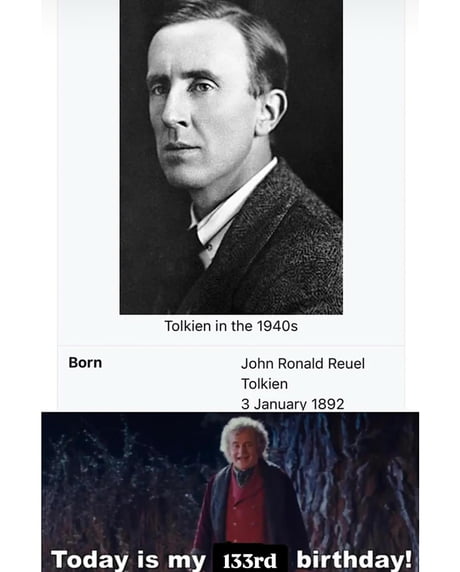 Tolkien in the 1940s
Born
John Ronald Reuel
Tolkien
3 January 1892
Today is my 133rd birthday!